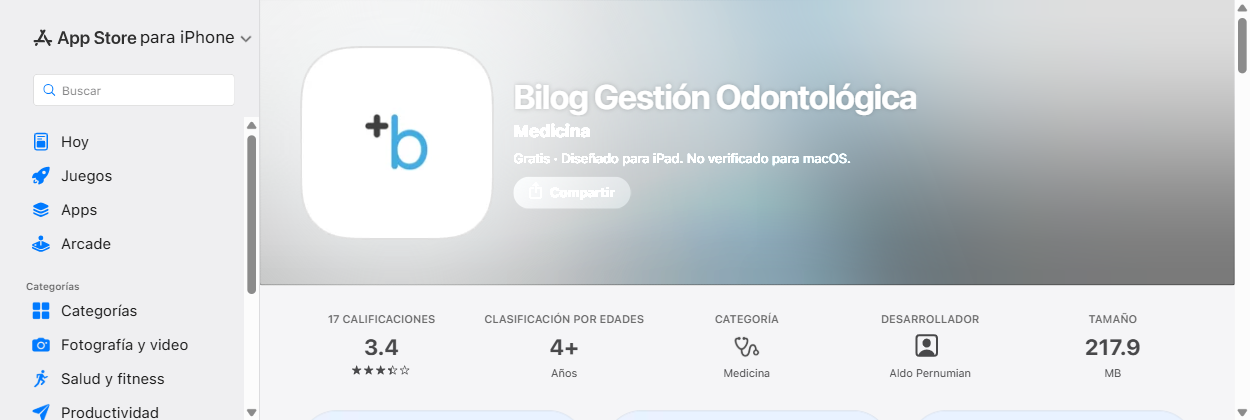 App Store para iPhone
Buscar
Hoy
Juegos
Apps
Arcade
Categorías
Categorías
Fotografía y video
Salud y fitness
Productividad
b
Bilog Gestión Odontológica
Medicina
Gratis · Diseñado para iPad. No verificado para macOS.
Compartir
17 CALIFICACIONES
3.4
CLASIFICACIÓN POR EDADES
4+
Años
CATEGORÍA
Medicina
DESARROLLADOR
Aldo Pernumian
TAMAÑO
217.9
MB